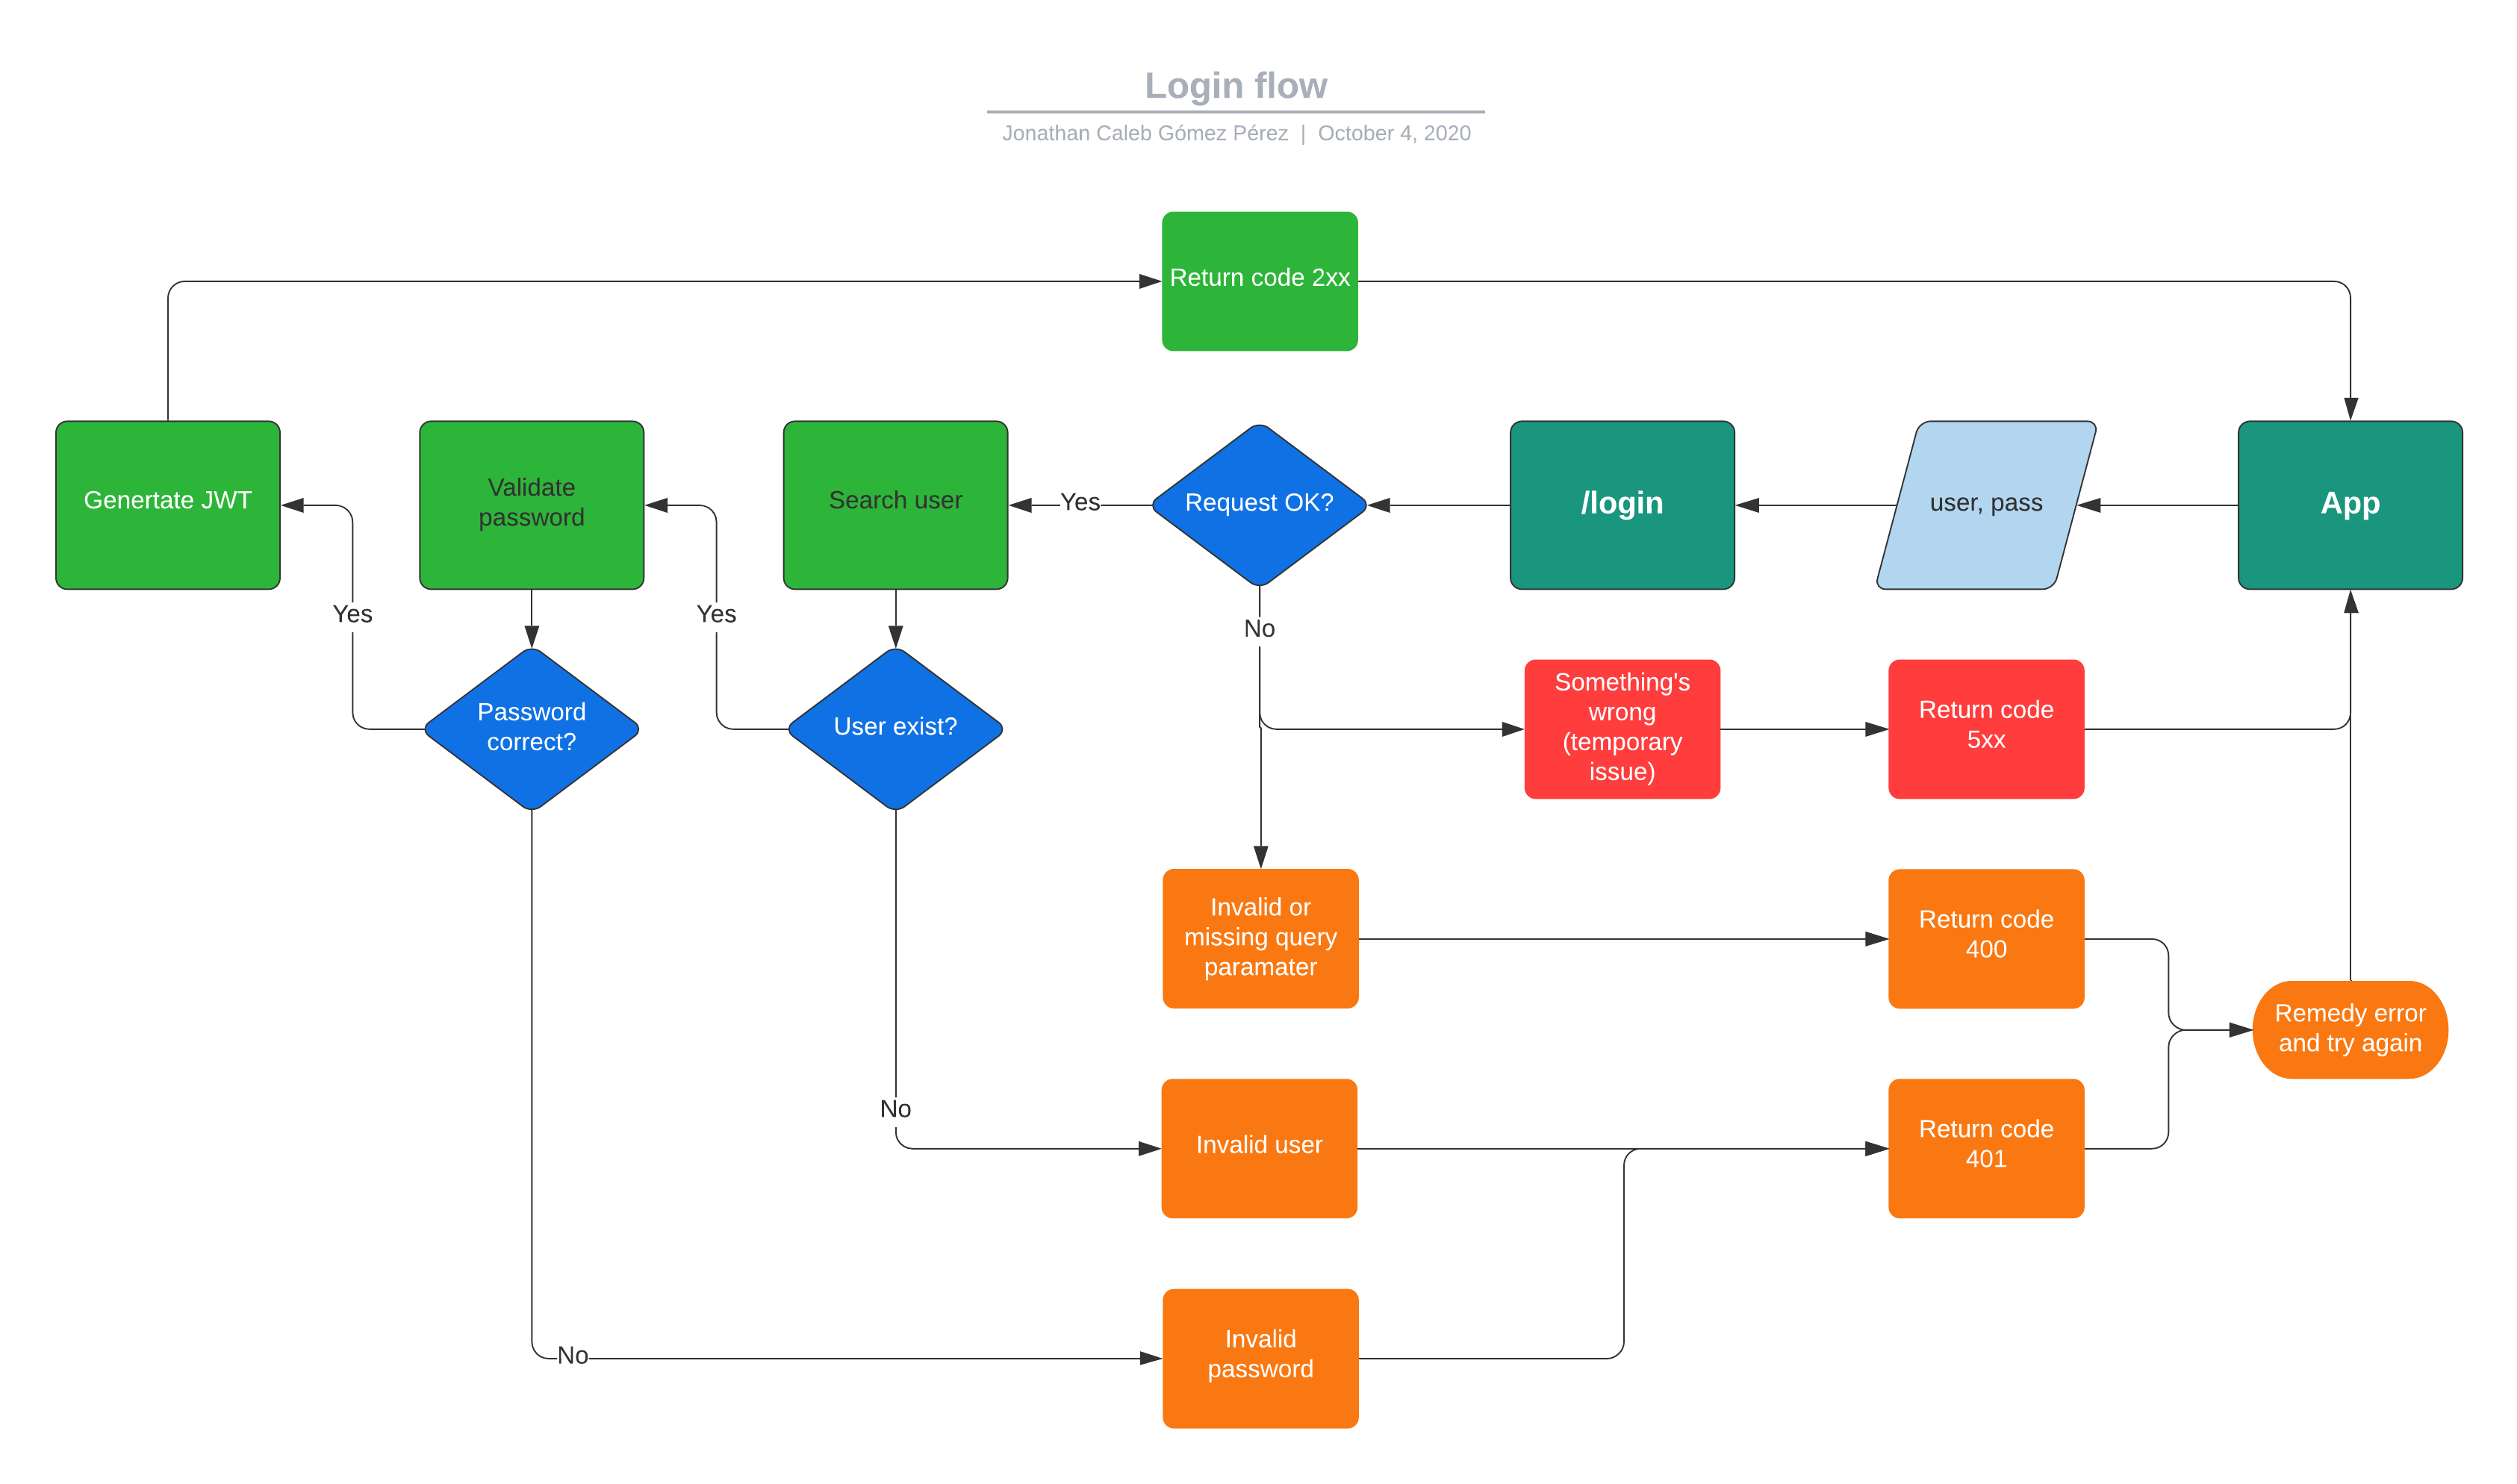 Login flow
Jonathan Caleb Gómez Pérez | October 4, 2020
Return code 2xx
Genertate JWT
Validate
password
Search user
Yes
Request OK?
/login
user, pass
App
Yes
Yes
No
Password
correct?
User exist?
Something's
wrong
(temporary
issue)
Return code
5xx
Invalid or
missing query
paramater
Return code
400
Remedy error
and try again
No
Invalid user
Return code
401
No
Invalid
password